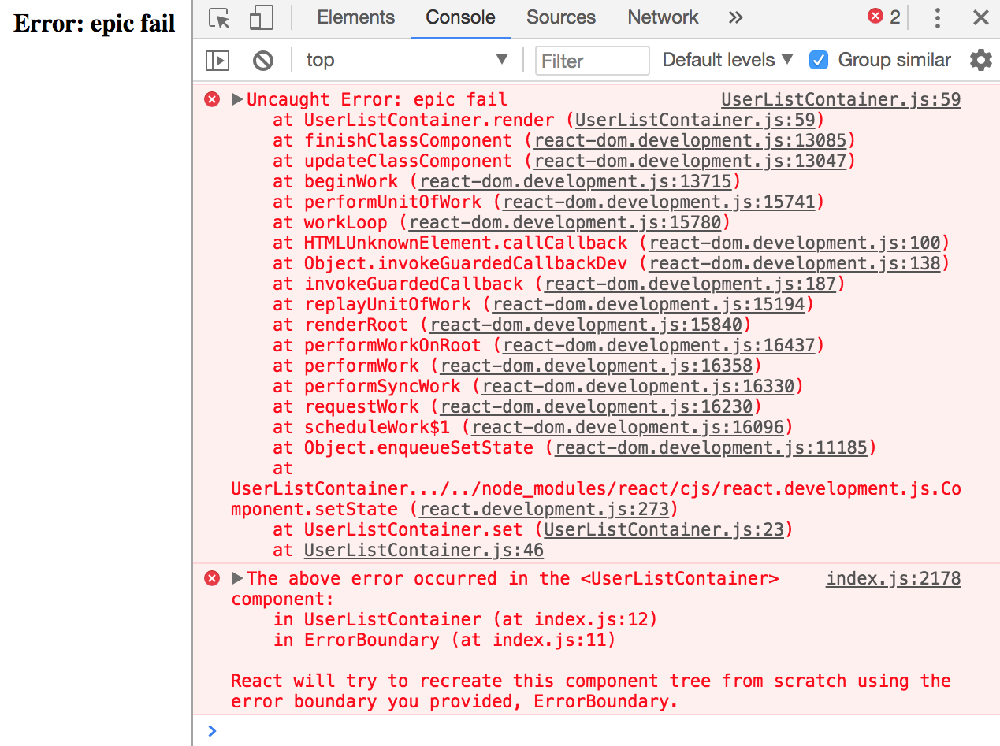 Error: epic fail
Elements Console Sources Network » 2
top Filter Default levels Group similar
Uncaught Error: epic fail UserListContainer.js:59
at UserListContainer.render (UserListContainer.js:59)
at finishClassComponent (react-dom.development.js:13085)
at updateClassComponent (react-dom.development.js:13047)
at beginWork (react-dom.development.js:13715)
at performUnitOfWork (react-dom.development.js:15741)
at workLoop (react-dom.development.js:15780)
at HTMLUnknownElement.callCallback (react-dom.development.js:100)
at Object.invokeGuardedCallbackDev (react-dom.development.js:138)
at invokeGuardedCallback (react-dom.development.js:187)
at replayUnitOfWork (react-dom.development.js:15194)
at renderRoot (react-dom.development.js:15840)
at performWorkOnRoot (react-dom.development.js:16437)
at performWork (react-dom.development.js:16358)
at performSyncWork (react-dom.development.js:16330)
at requestWork (react-dom.development.js:16230)
at scheduleWork$1 (react-dom.development.js:16096)
at Object.enqueueSetState (react-dom.development.js:11185)
at
UserListContainer.../../node_modules/react/cjs/react.development.js.Co
mponent.setState (react.development.js:273)
at UserListContainer.set (UserListContainer.js:23)
at UserListContainer.js:46
The above error occurred in the <UserListContainer> index.js:2178
component:
in UserListContainer (at index.js:12)
in ErrorBoundary (at index.js:11)
React will try to recreate this component tree from scratch using the
error boundary you provided, ErrorBoundary.